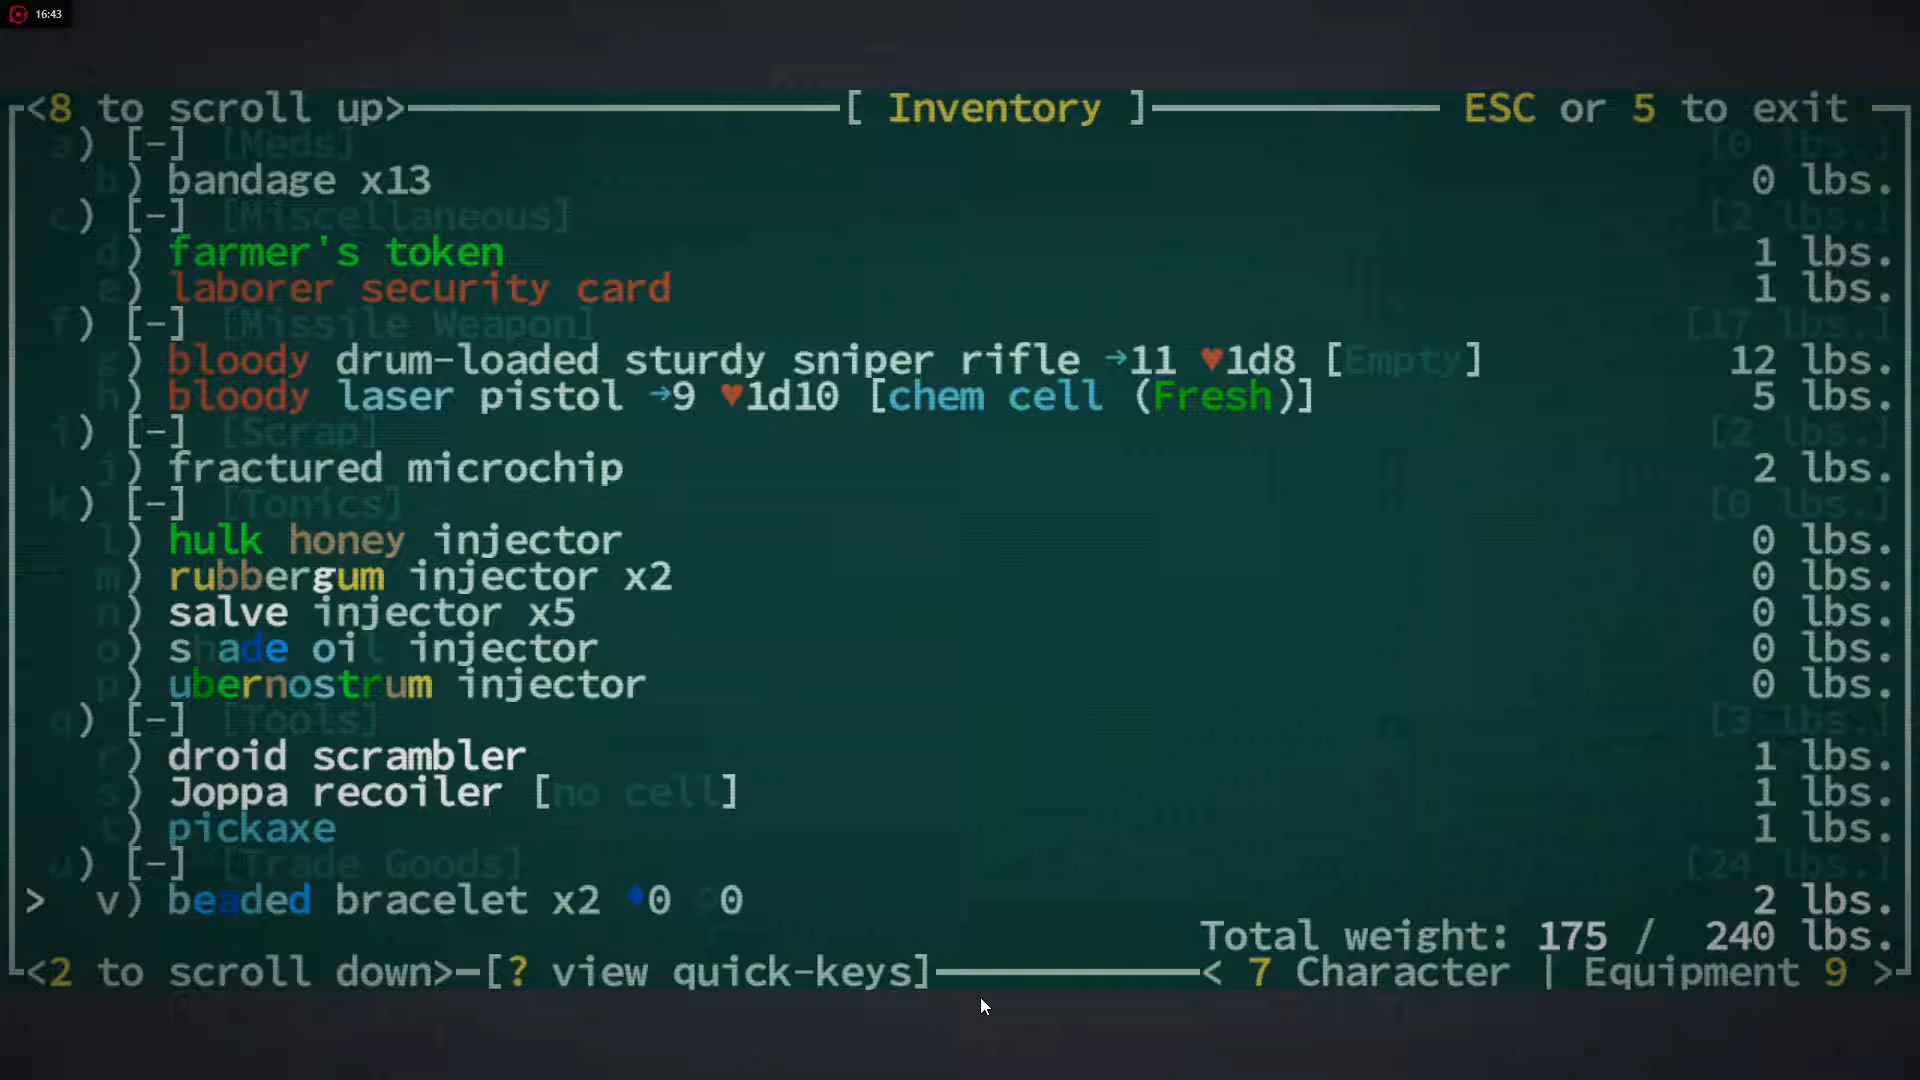 16:43
<8 to scroll up> [ Inventory ] ESC or 5 to exit
a) [-] [Meds] [0 lbs.]
b) bandage x13 0 lbs.
c) [-] [Miscellaneous] [2 lbs.]
d) farmer's token 1 lbs.
e) laborer security card 1 lbs.
f) [-] [Missile Weapon] [17 lbs.]
g) bloody drum-loaded sturdy sniper rifle →11 ♥1d8 [Empty] 12 lbs.
h) bloody laser pistol →9 ♥1d10 [chem cell (Fresh)] 5 lbs.
i) [-] [Scrap] [2 lbs.]
j) fractured microchip 2 lbs.
k) [-] [Tonics] [0 lbs.]
l) hulk honey injector 0 lbs.
m) rubbergum injector x2 0 lbs.
n) salve injector x5 0 lbs.
o) shade oil injector 0 lbs.
p) ubernostrum injector 0 lbs.
q) [-] [Tools] [3 lbs.]
r) droid scrambler 1 lbs.
s) Joppa recoiler [no cell] 1 lbs.
t) pickaxe 1 lbs.
u) [-] [Trade Goods] [24 lbs.]
> v) beaded bracelet x2 ♦0 ○0 2 lbs.
Total weight: 175 / 240 lbs.
<2 to scroll down> [? view quick-keys] < 7 Character | Equipment 9 >